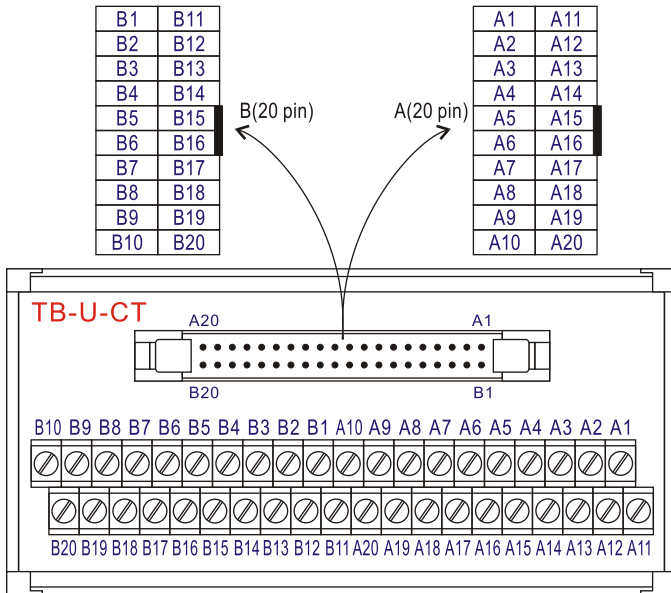 B1 B11 A1 A11
B2 B12 A2 A12
B3 B13 A3 A13
B4 B14 A4 A14
B5 B15 B(20 pin) A(20 pin) A5 A15
B6 B16 A6 A16
B7 B17 A7 A17
B8 B18 A8 A18
B9 B19 A9 A19
B10 B20 A10 A20
TB-U-CT
A20 A1
B20 B1
B10 B9 B8 B7 B6 B5 B4 B3 B2 B1 A10 A9 A8 A7 A6 A5 A4 A3 A2 A1
B20 B19 B18 B17 B16 B15 B14 B13 B12 B11 A20 A19 A18 A17 A16 A15 A14 A13 A12 A11